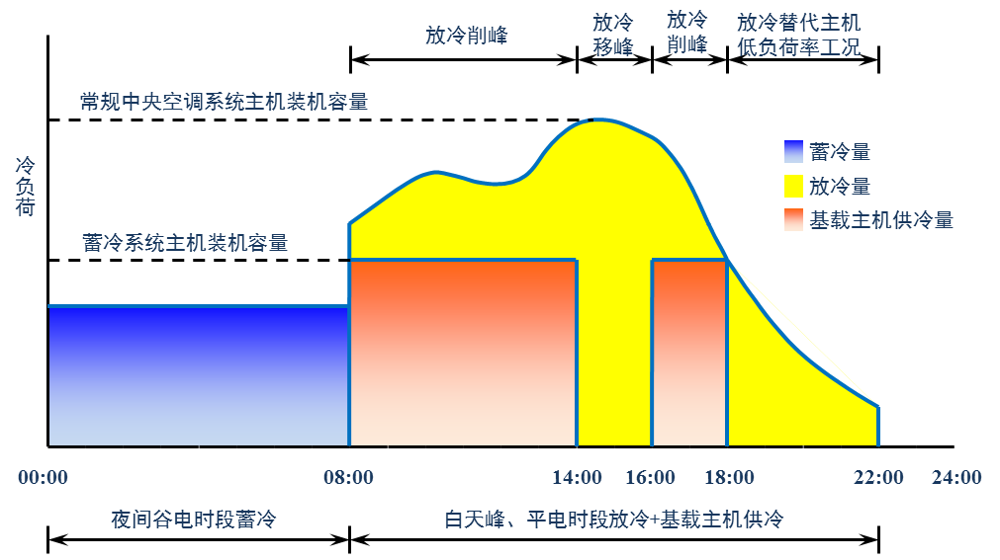 放冷削峰
放冷
移峰
放冷
削峰
放冷替代主机
低负荷率工况
常规中央空调系统主机装机容量
冷负荷
蓄冷量
放冷量
基载主机供冷量
蓄冷系统主机装机容量
00:00
08:00
14:00
16:00
18:00
22:00
24:00
夜间谷电时段蓄冷
白天峰、平电时段放冷+基载主机供冷